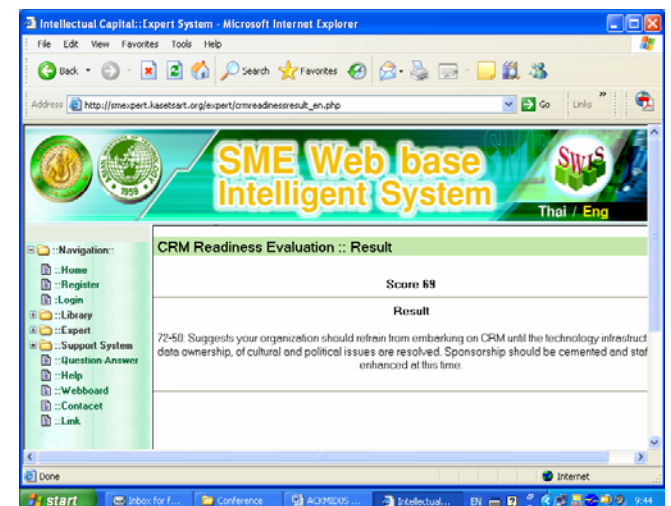 Intellectual Capital::Expert System - Microsoft Internet Explorer
File Edit View Favorites Tools Help
Back Search Favorites
Address http://smexpert.kasetsart.org/expert/crmreadinessresult_en.php Go Links
1959
SME Web base
Intelligent System
SWIS
Thai / Eng
::Navigation::
::Home
::Register
:Login
::Library
::Expert
::Support System
::Question-Answer
::Help
::Webboard
::Contacet
::Link
CRM Readiness Evaluation :: Result
Score 69
Result
72-50: Suggests your organization should refrain from embarking on CRM until the technology infrastruct
data ownership, of cultural and political issues are resolved. Sponsorship should be cemented and staf
enhanced at this time.
Done Internet
start Inbox for f... Conference ACKMID05 ... Intellectual... EN 9:44